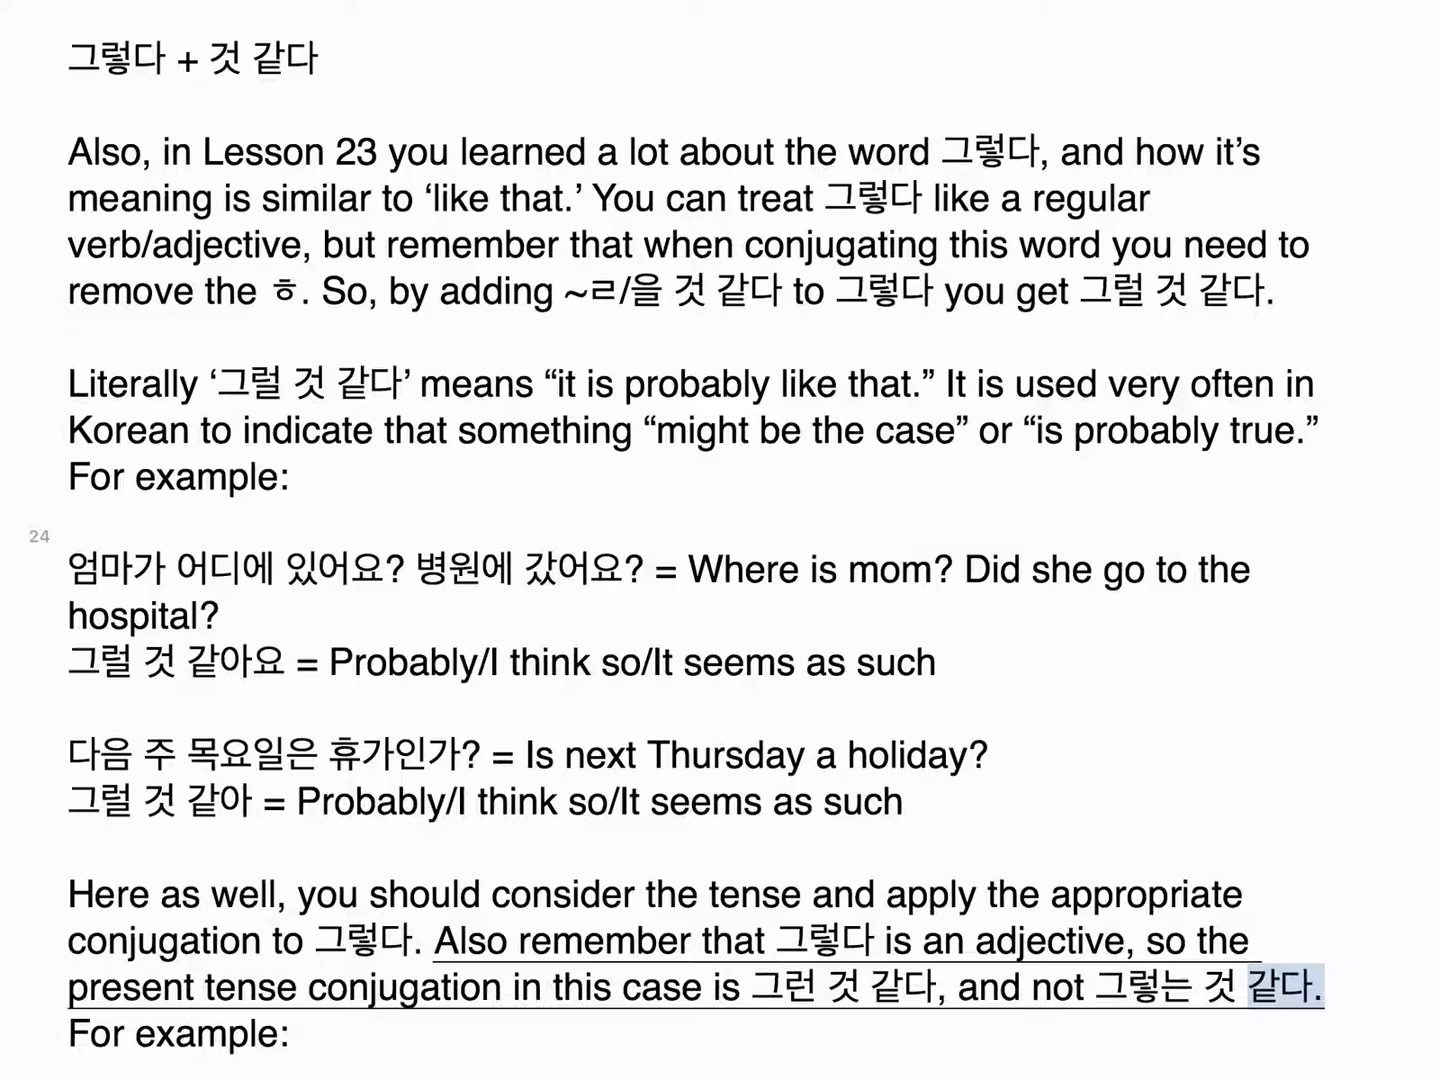 그렇다 + 것 같다
Also, in Lesson 23 you learned a lot about the word 그렇다, and how it’s
meaning is similar to ‘like that.’ You can treat 그렇다 like a regular
verb/adjective, but remember that when conjugating this word you need to
remove the ㅎ. So, by adding ~ㄹ/을 것 같다 to 그렇다 you get 그럴 것 같다.
Literally ‘그럴 것 같다’ means “it is probably like that.” It is used very often in
Korean to indicate that something “might be the case” or “is probably true.”
For example:
24
엄마가 어디에 있어요? 병원에 갔어요? = Where is mom? Did she go to the
hospital?
그럴 것 같아요 = Probably/I think so/It seems as such
다음 주 목요일은 휴가인가? = Is next Thursday a holiday?
그럴 것 같아 = Probably/I think so/It seems as such
Here as well, you should consider the tense and apply the appropriate
conjugation to 그렇다. Also remember that 그렇다 is an adjective, so the
present tense conjugation in this case is 그런 것 같다, and not 그렇는 것 같다.
For example: